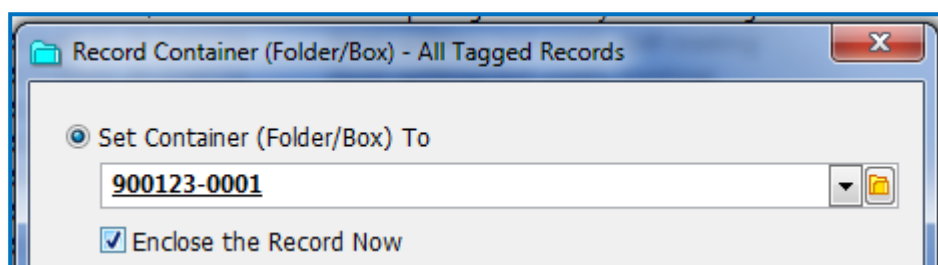 Record Container (Folder/Box) - All Tagged Records
Set Container (Folder/Box) To
900123-0001
Enclose the Record Now